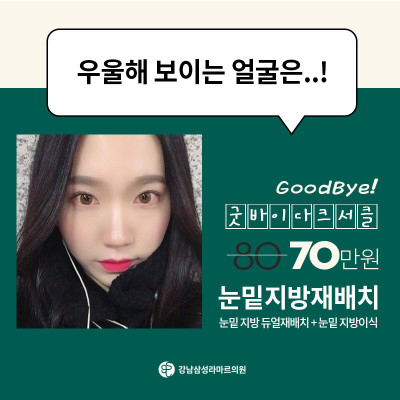 우울해 보이는 얼굴은..!
GOODBYE!
굿바이다크서클
80 70만원
눈밑지방재배치
눈밑 지방 듀얼재배치 + 눈밑 지방이식
강남삼성라마르의원